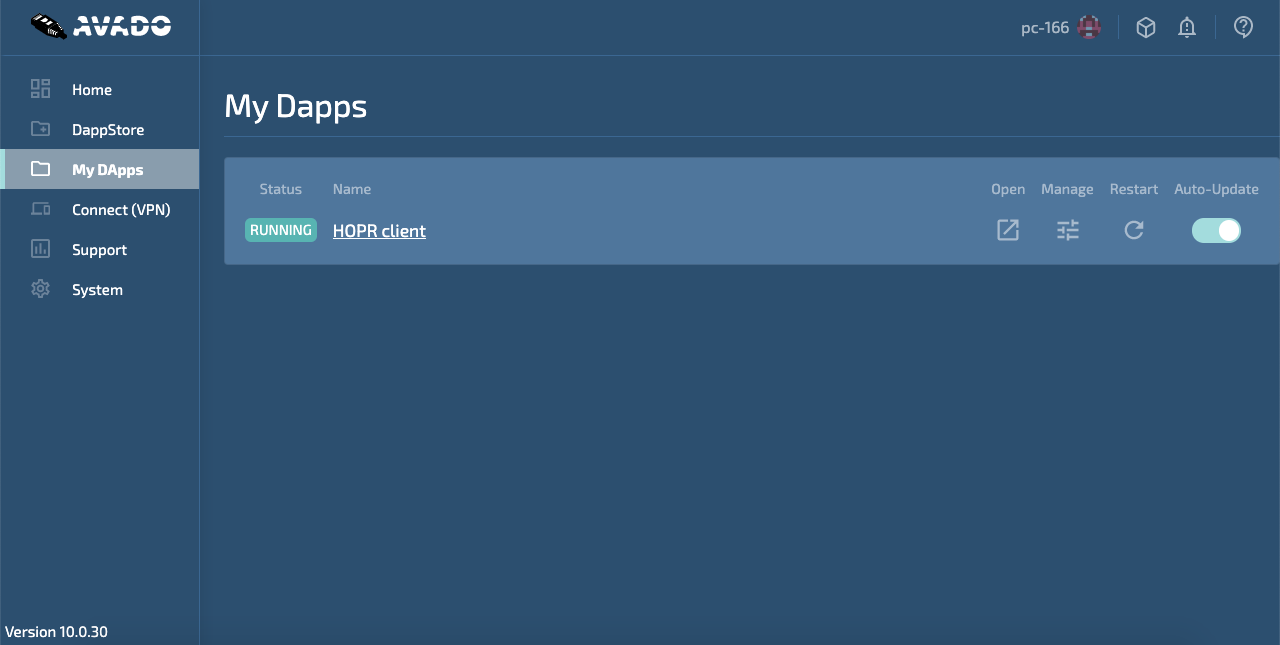 AVADO
pc-166
Home
DappStore
My DApps
Connect (VPN)
Support
System
Version 10.0.30
My Dapps
Status Name Open Manage Restart Auto-Update
RUNNING HOPR client